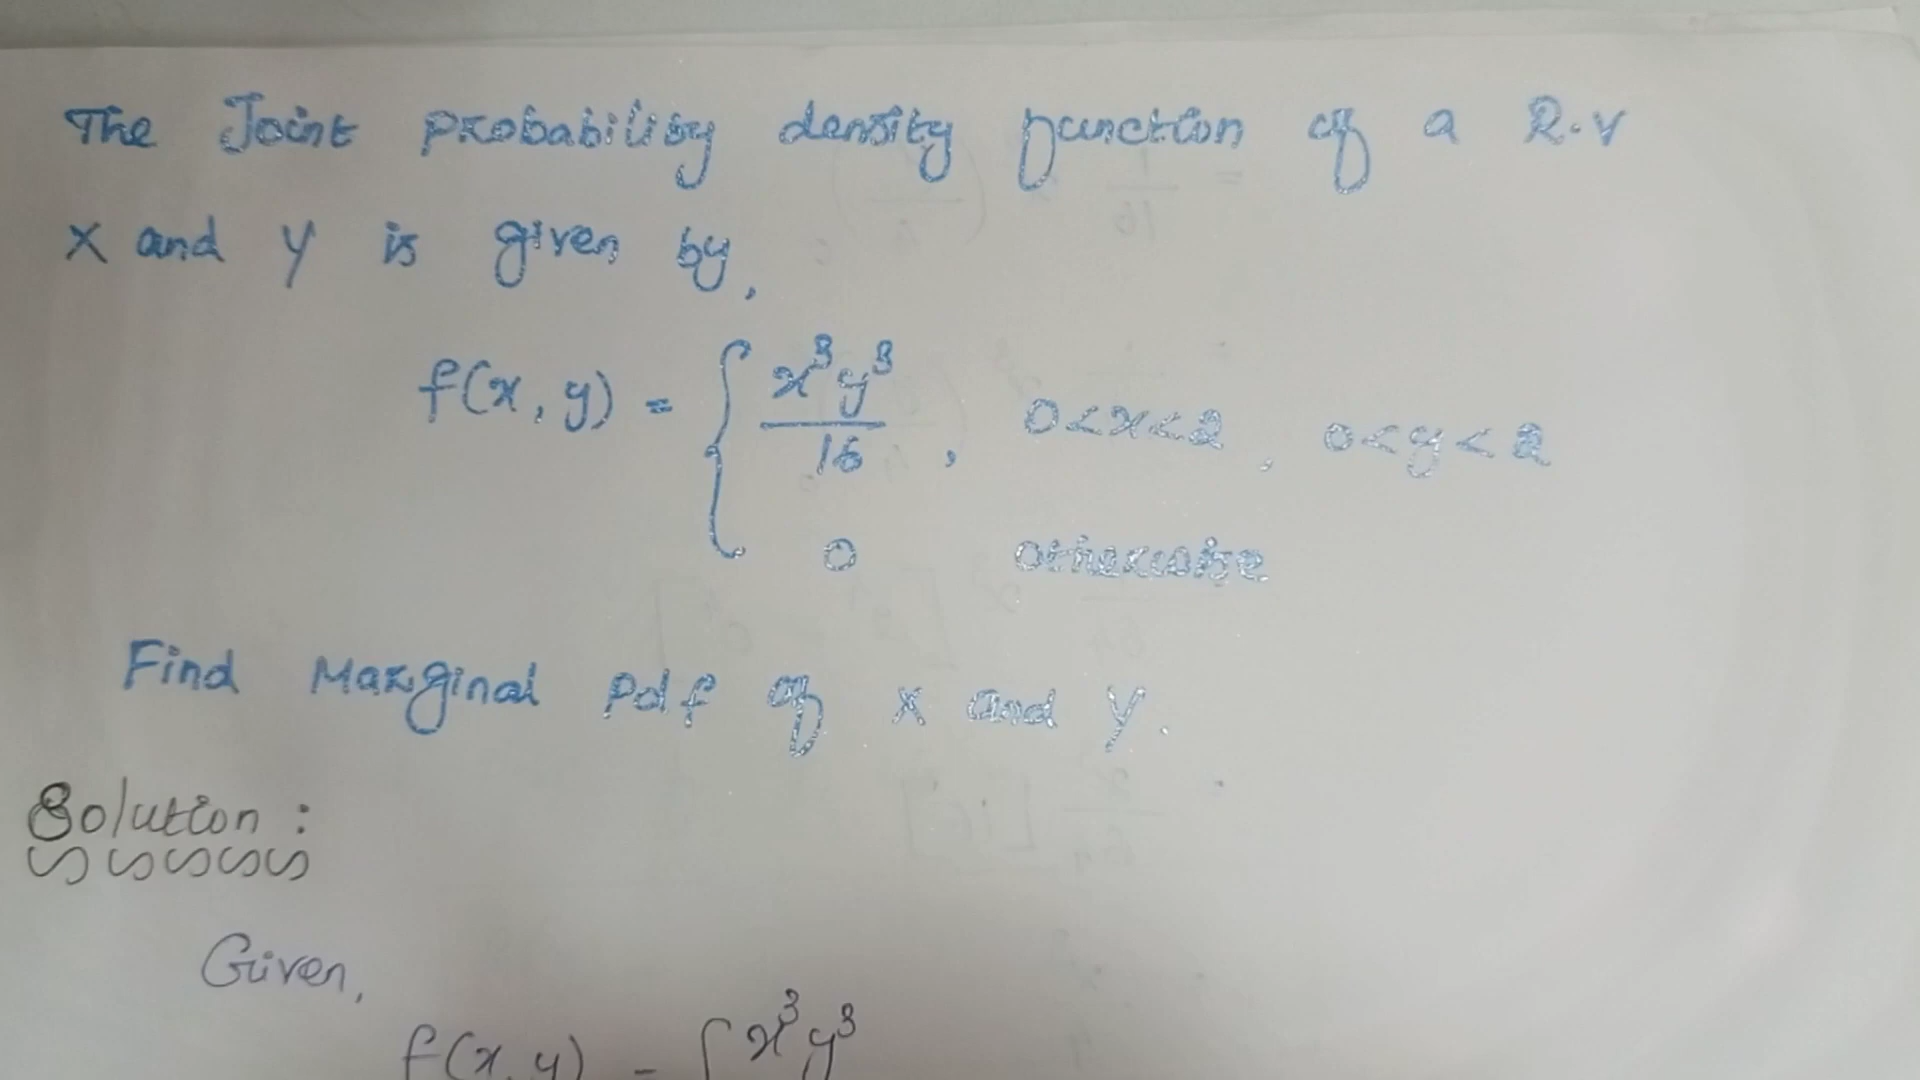 The Joint probability density function of a R.v
X and Y is given by,
f(x, y) = { x³y³/16 , 0<x<2 , 0<y<2
0 otherwise
Find Marginal Pdf of X and Y.
Solution :
Given,
f(x, y) = { x³y³